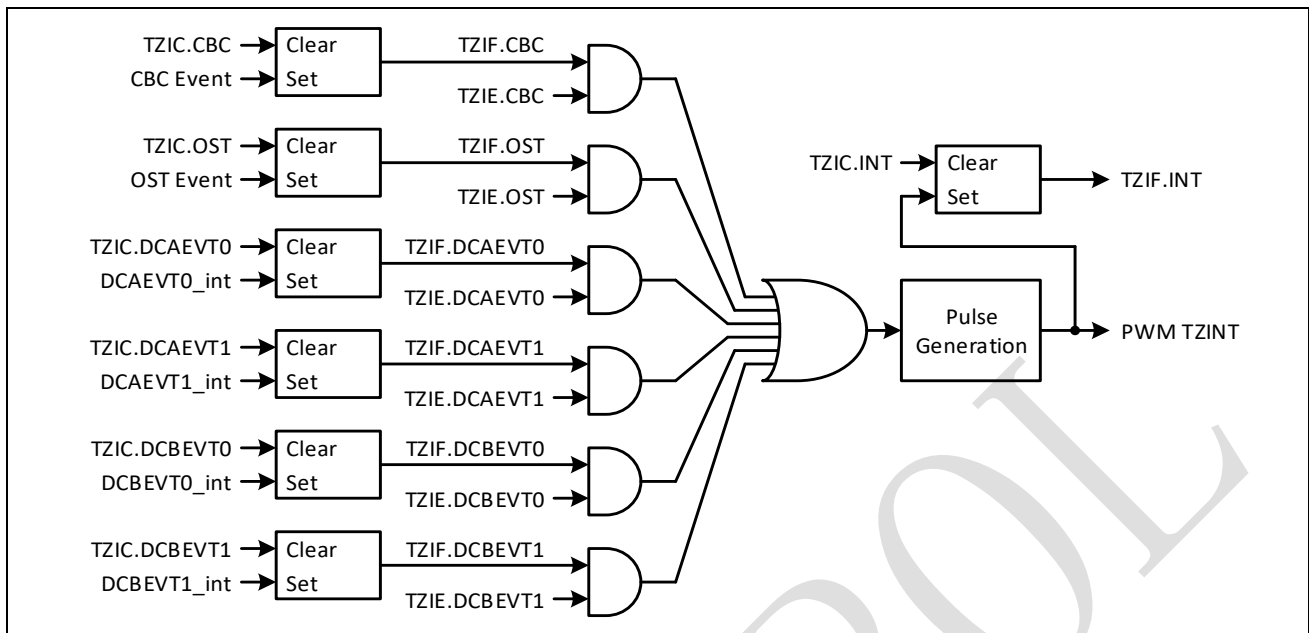 TZIC.CBC
CBC Event
Clear
Set
TZIF.CBC
TZIE.CBC
TZIC.OST
OST Event
Clear
Set
TZIF.OST
TZIE.OST
TZIC.DCAEVT0
DCAEVT0_int
Clear
Set
TZIF.DCAEVT0
TZIE.DCAEVT0
TZIC.DCAEVT1
DCAEVT1_int
Clear
Set
TZIF.DCAEVT1
TZIE.DCAEVT1
TZIC.DCBEVT0
DCBEVT0_int
Clear
Set
TZIF.DCBEVT0
TZIE.DCBEVT0
TZIC.DCBEVT1
DCBEVT1_int
Clear
Set
TZIF.DCBEVT1
TZIE.DCBEVT1
Pulse
Generation
PWM TZINT
TZIC.INT
Clear
Set
TZIF.INT
OL